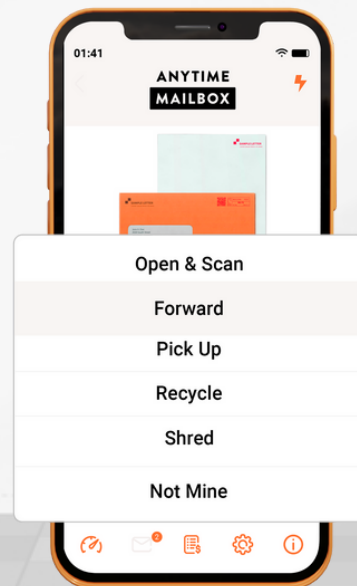 01:41
ANYTIME
MAILBOX
Open & Scan
Forward
Pick Up
Recycle
Shred
Not Mine
2